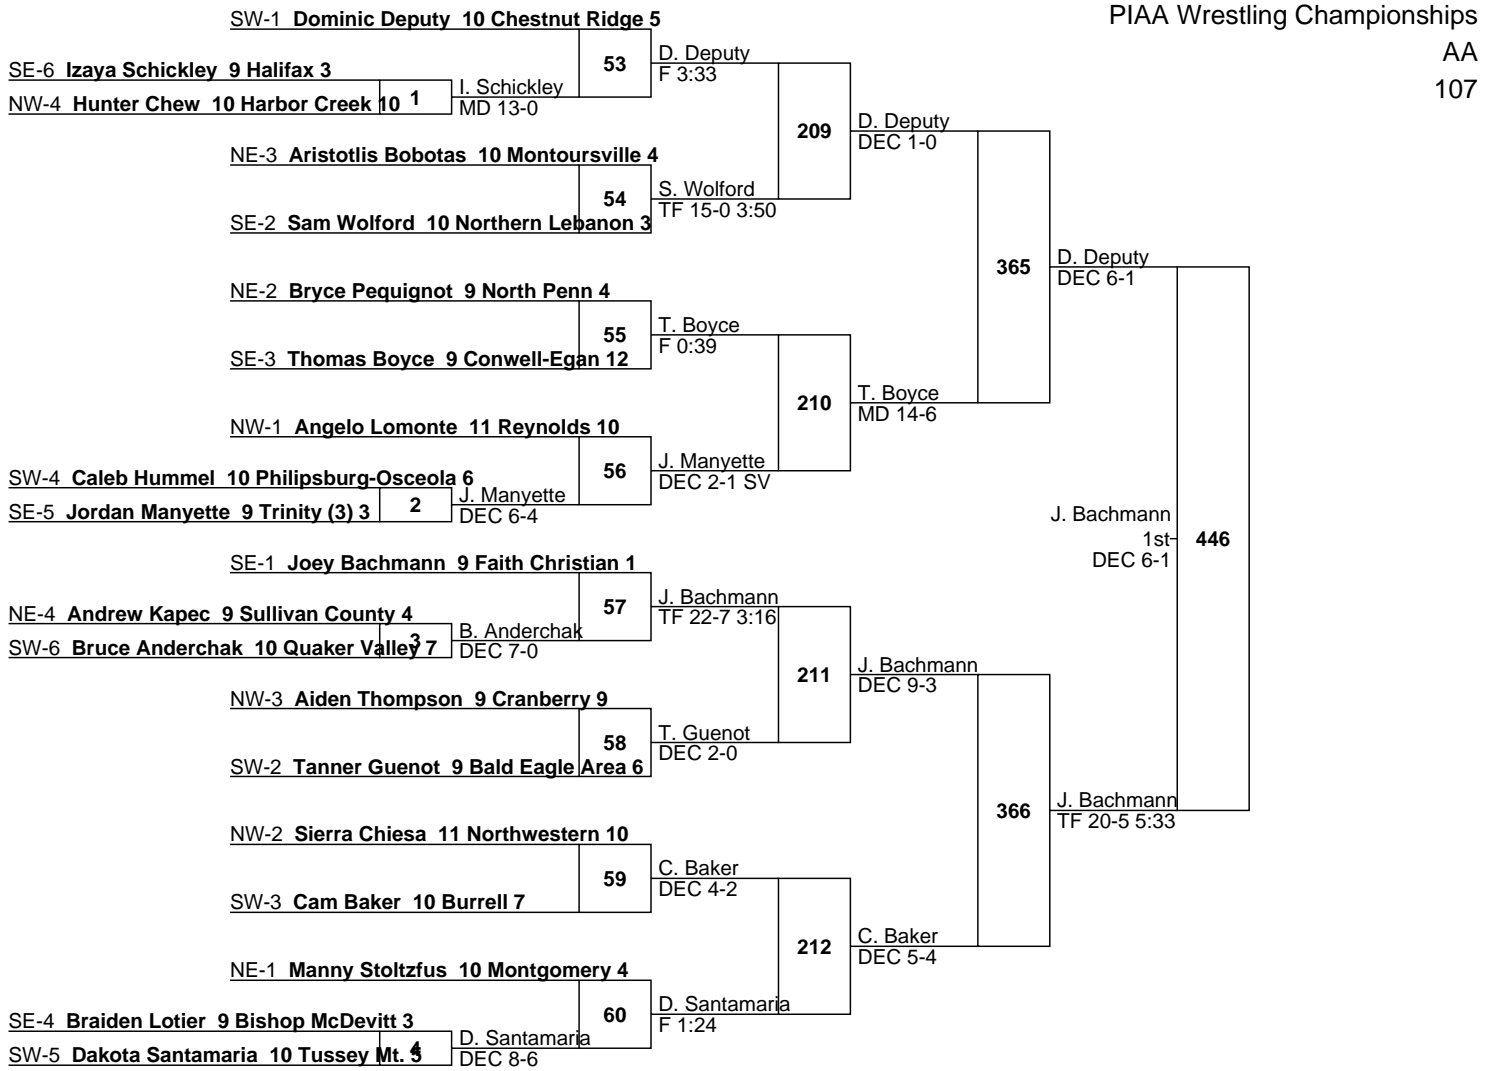 PIAA Wrestling Championships
AA
107
SW-1 Dominic Deputy 10 Chestnut Ridge 5
53
D. Deputy
F 3:33
SE-6 Izaya Schickley 9 Halifax 3
NW-4 Hunter Chew 10 Harbor Creek 10
1
I. Schickley
MD 13-0
209
D. Deputy
DEC 1-0
NE-3 Aristotlis Bobotas 10 Montoursville 4
54
S. Wolford
TF 15-0 3:50
SE-2 Sam Wolford 10 Northern Lebanon 3
365
D. Deputy
DEC 6-1
NE-2 Bryce Pequignot 9 North Penn 4
55
T. Boyce
F 0:39
SE-3 Thomas Boyce 9 Conwell-Egan 12
210
T. Boyce
MD 14-6
NW-1 Angelo Lomonte 11 Reynolds 10
56
J. Manyette
DEC 2-1 SV
SW-4 Caleb Hummel 10 Philipsburg-Osceola 6
SE-5 Jordan Manyette 9 Trinity (3) 3
2
J. Manyette
DEC 6-4
J. Bachmann
1st
DEC 6-1
446
SE-1 Joey Bachmann 9 Faith Christian 1
57
J. Bachmann
TF 22-7 3:16
NE-4 Andrew Kapec 9 Sullivan County 4
SW-6 Bruce Anderchak 10 Quaker Valley 7
3
B. Anderchak
DEC 7-0
211
J. Bachmann
DEC 9-3
NW-3 Aiden Thompson 9 Cranberry 9
58
T. Guenot
DEC 2-0
SW-2 Tanner Guenot 9 Bald Eagle Area 6
366
J. Bachmann
TF 20-5 5:33
NW-2 Sierra Chiesa 11 Northwestern 10
59
C. Baker
DEC 4-2
SW-3 Cam Baker 10 Burrell 7
212
C. Baker
DEC 5-4
NE-1 Manny Stoltzfus 10 Montgomery 4
60
D. Santamaria
F 1:24
SE-4 Braiden Lotier 9 Bishop McDevitt 3
SW-5 Dakota Santamaria 10 Tussey Mt. 5
4
D. Santamaria
DEC 8-6